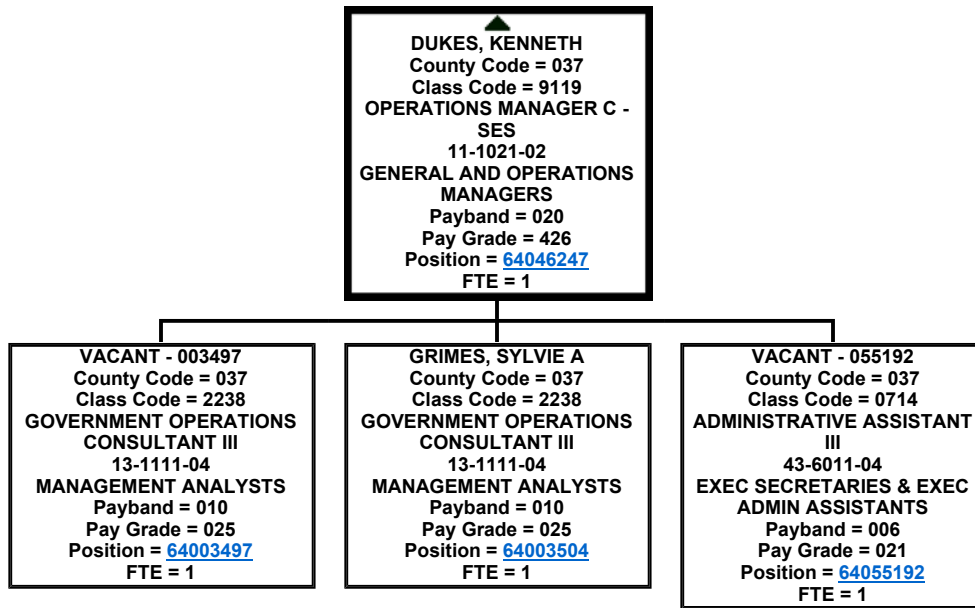 DUKES, KENNETH
County Code = 037
Class Code = 9119
OPERATIONS MANAGER C -
SES
11-1021-02
GENERAL AND OPERATIONS
MANAGERS
Payband = 020
Pay Grade = 426
Position = 64046247
FTE = 1
VACANT - 003497
County Code = 037
Class Code = 2238
GOVERNMENT OPERATIONS
CONSULTANT III
13-1111-04
MANAGEMENT ANALYSTS
Payband = 010
Pay Grade = 025
Position = 64003497
FTE = 1
GRIMES, SYLVIE A
County Code = 037
Class Code = 2238
GOVERNMENT OPERATIONS
CONSULTANT III
13-1111-04
MANAGEMENT ANALYSTS
Payband = 010
Pay Grade = 025
Position = 64003504
FTE = 1
VACANT - 055192
County Code = 037
Class Code = 0714
ADMINISTRATIVE ASSISTANT
III
43-6011-04
EXEC SECRETARIES & EXEC
ADMIN ASSISTANTS
Payband = 006
Pay Grade = 021
Position = 64055192
FTE = 1